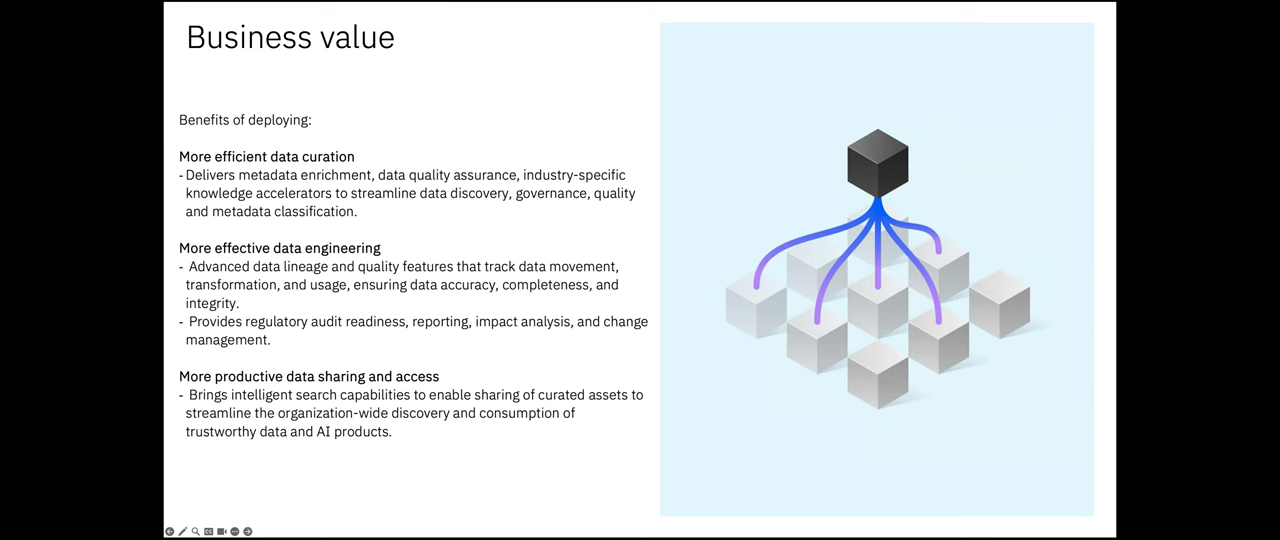 Business value
Benefits of deploying:
More efficient data curation
- Delivers metadata enrichment, data quality assurance, industry-specific
knowledge accelerators to streamline data discovery, governance, quality
and metadata classification.
More effective data engineering
- Advanced data lineage and quality features that track data movement,
transformation, and usage, ensuring data accuracy, completeness, and
integrity.
- Provides regulatory audit readiness, reporting, impact analysis, and change
management.
More productive data sharing and access
- Brings intelligent search capabilities to enable sharing of curated assets to
streamline the organization-wide discovery and consumption of
trustworthy data and AI products.